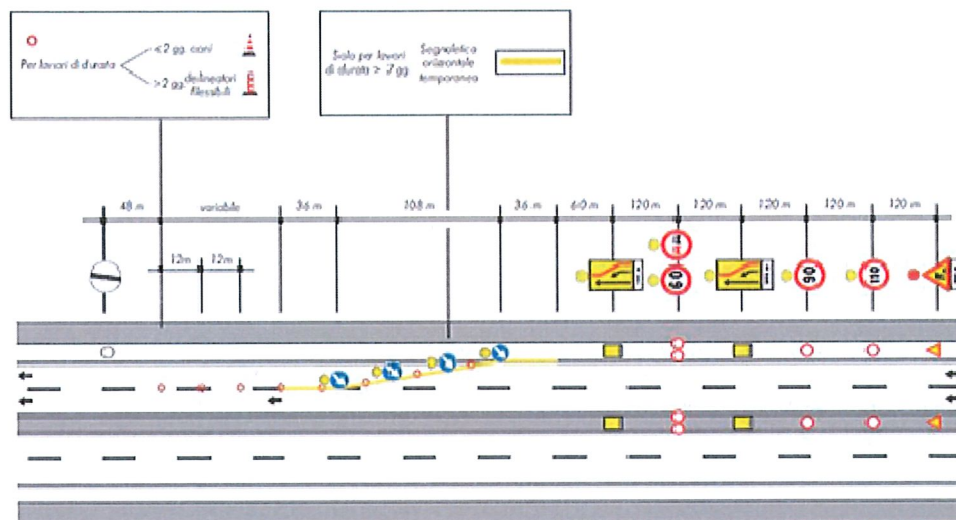 Per lavori di durata
<2 gg. coni
>2 gg. delineatori
flessibili
Solo per lavori
di durata ≥ 7 gg
Segnaletica
orizzontale
temporanea
48 m
variabile
36 m
108 m
36 m
60 m
120 m
120 m
120 m
120 m
120 m
12m
12m
60
90
110